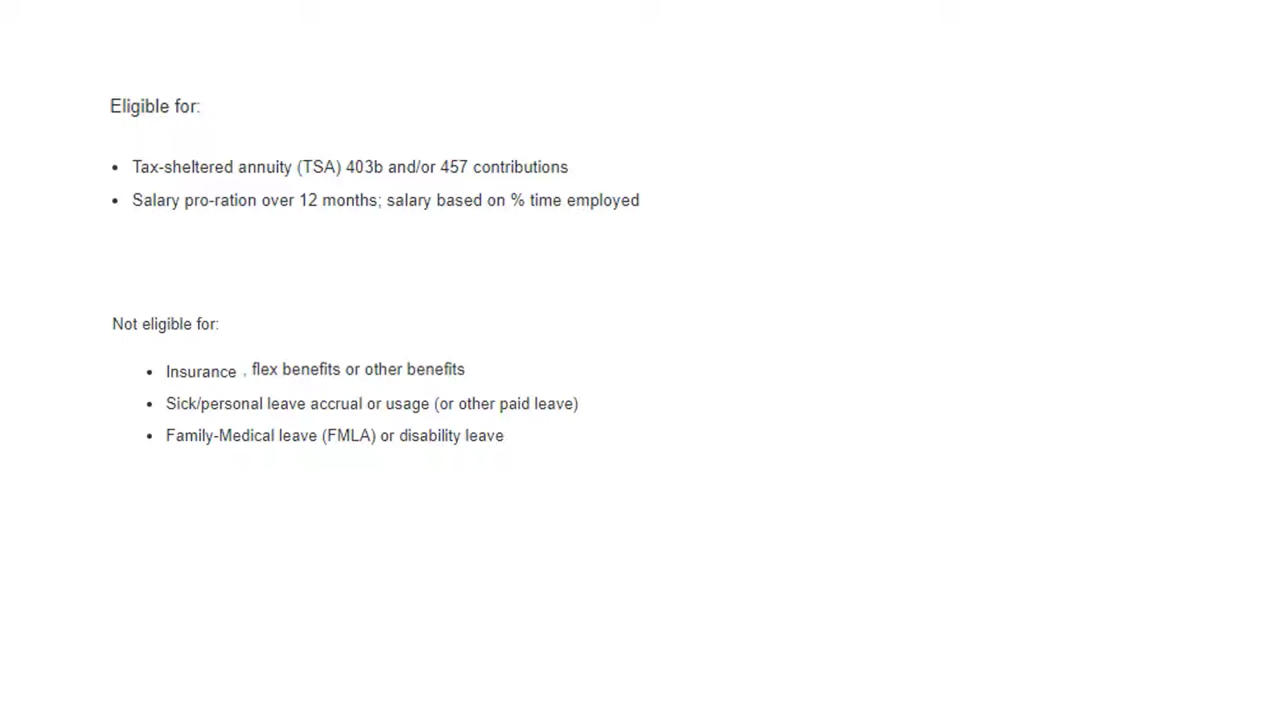 Eligible for:
• Tax-sheltered annuity (TSA) 403b and/or 457 contributions
• Salary pro-ration over 12 months; salary based on % time employed
Not eligible for:
• Insurance , flex benefits or other benefits
• Sick/personal leave accrual or usage (or other paid leave)
• Family-Medical leave (FMLA) or disability leave